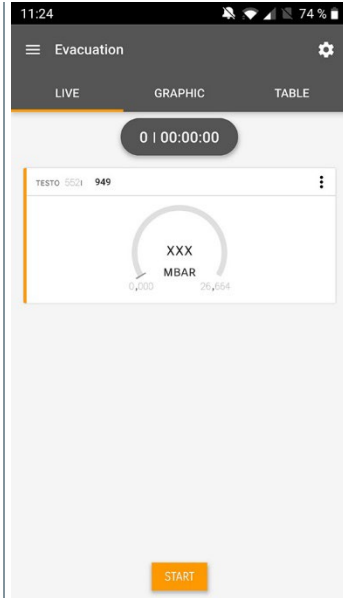 11:24 74 %
Evacuation
LIVE GRAPHIC TABLE
0 | 00:00:00
TESTO 552i 949
XXX
MBAR
0,000 26,664
START